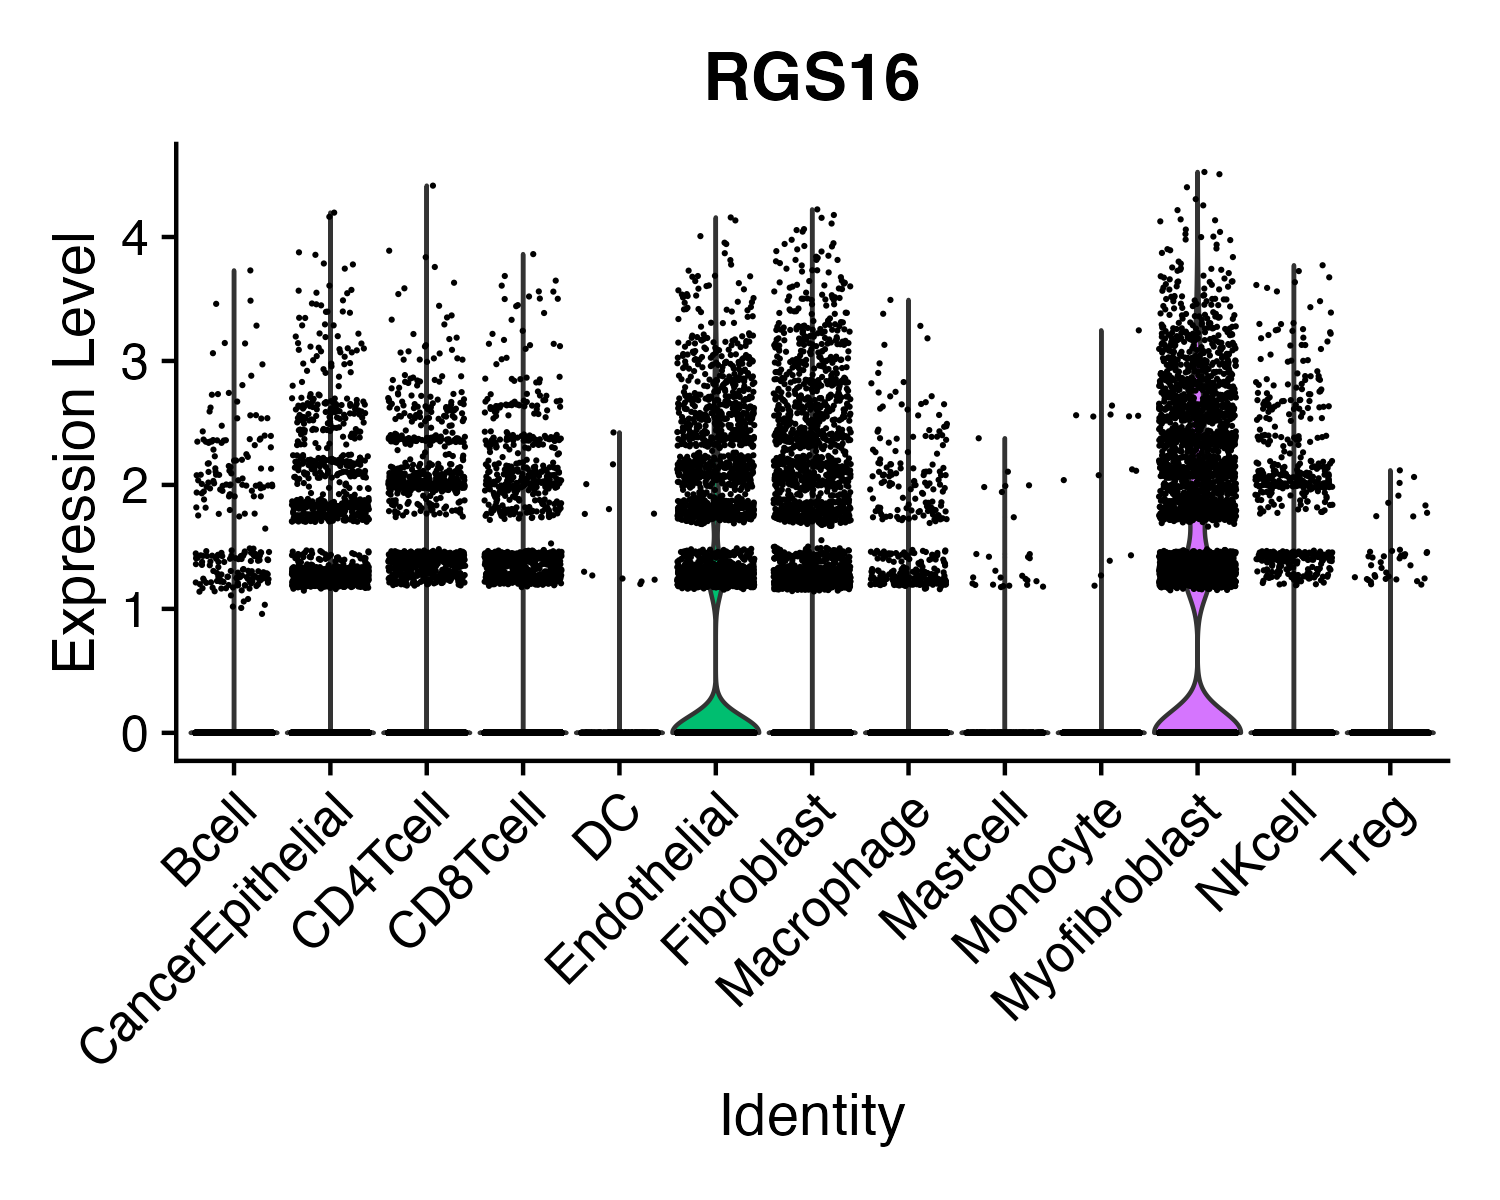 RGS16
Expression Level
4
3
2
1
0
Bcell
CancerEpithelial
CD4Tcell
CD8Tcell
DC
Endothelial
Fibroblast
Macrophage
Mastcell
Monocyte
Myofibroblast
NKcell
Treg
Identity